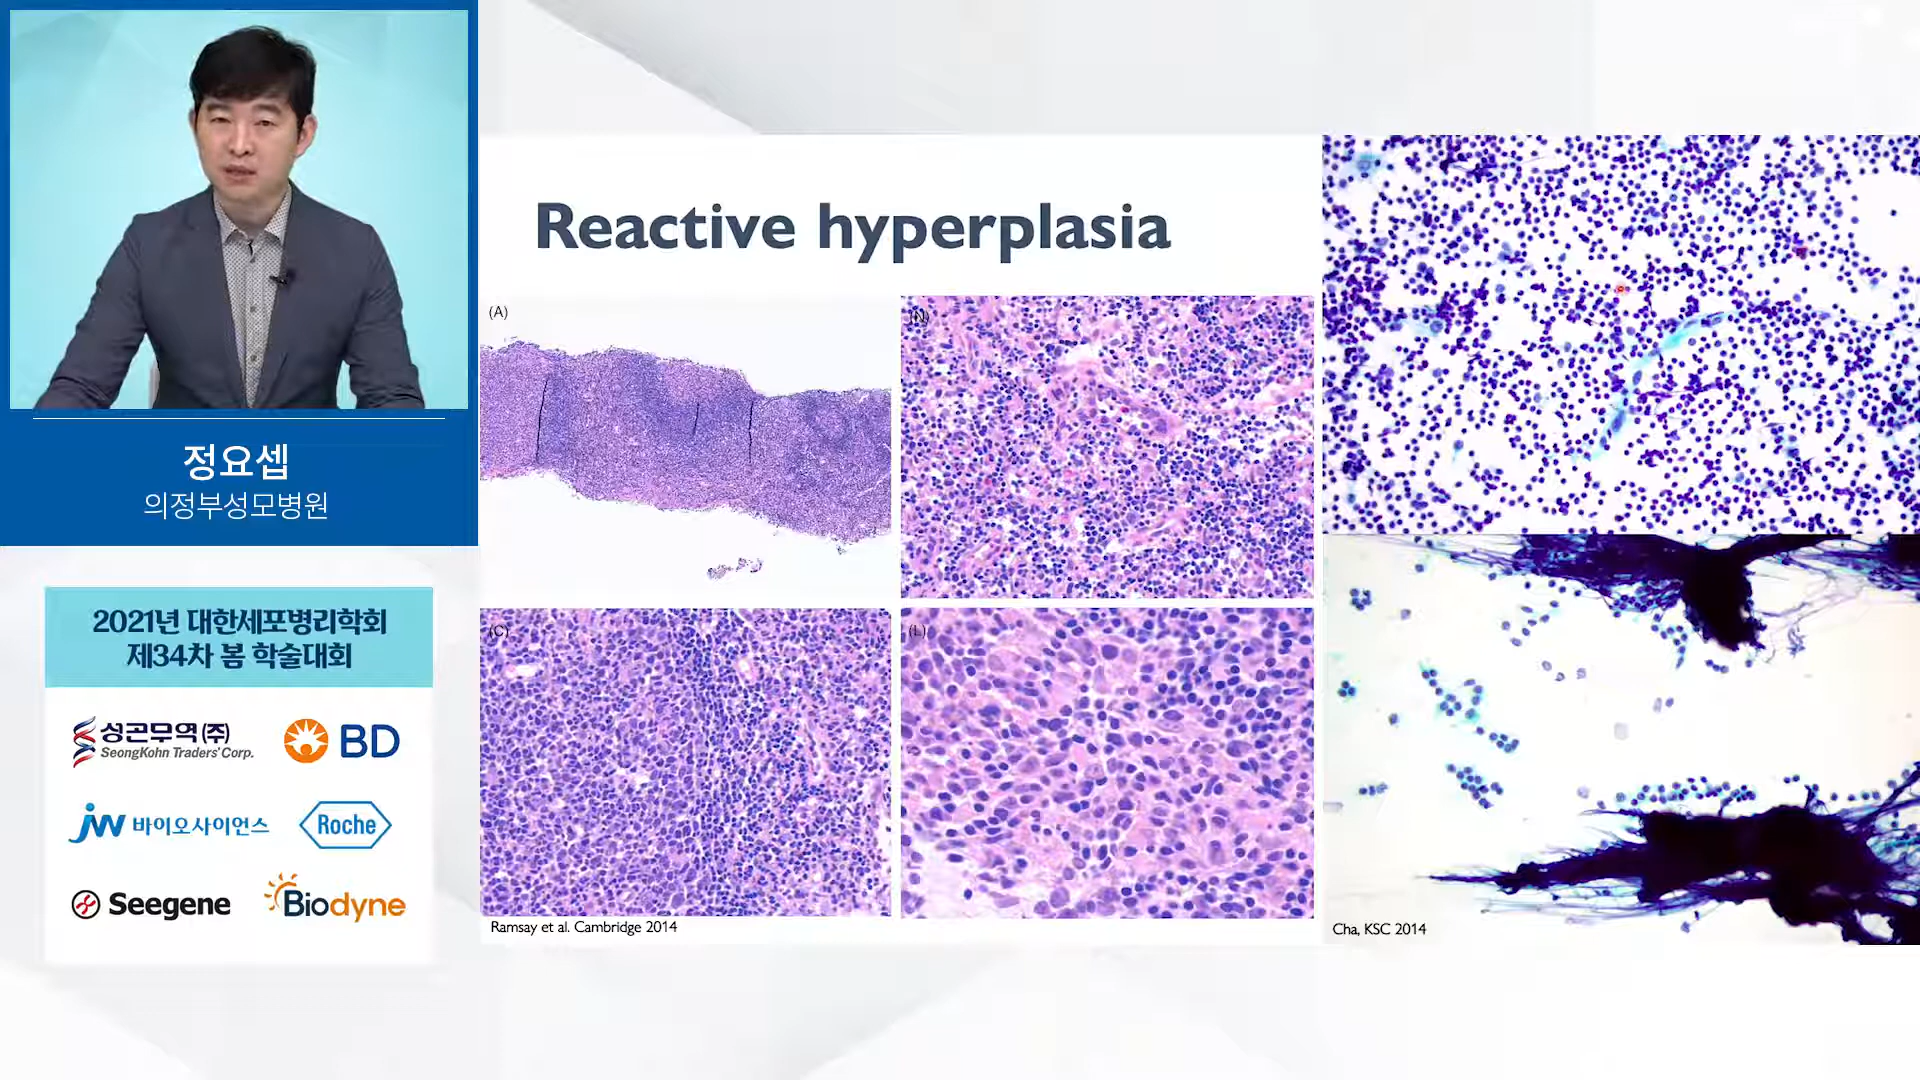 정요셉
의정부성모병원
2021년 대한세포병리학회
제34차 봄 학술대회
성곤무역(주)
SeongKohn Traders' Corp.
BD
jw 바이오사이언스
Roche
Seegene
Biodyne
Reactive hyperplasia
(A)
(N)
(C)
(L)
Ramsay et al. Cambridge 2014
Cha, KSC 2014